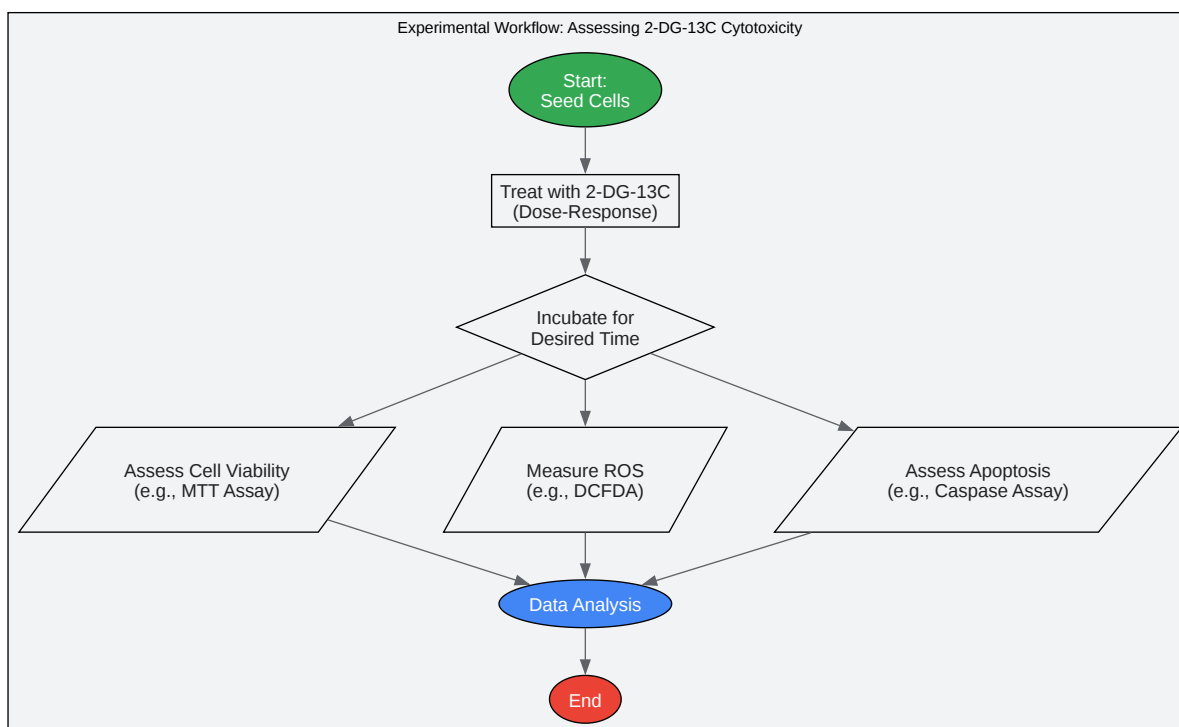 Experimental Workflow: Assessing 2-DG-13C Cytotoxicity
Start:
Seed Cells
Treat with 2-DG-13C
(Dose-Response)
Incubate for
Desired Time
Assess Cell Viability
(e.g., MTT Assay)
Measure ROS
(e.g., DCFDA)
Assess Apoptosis
(e.g., Caspase Assay)
Data Analysis
End